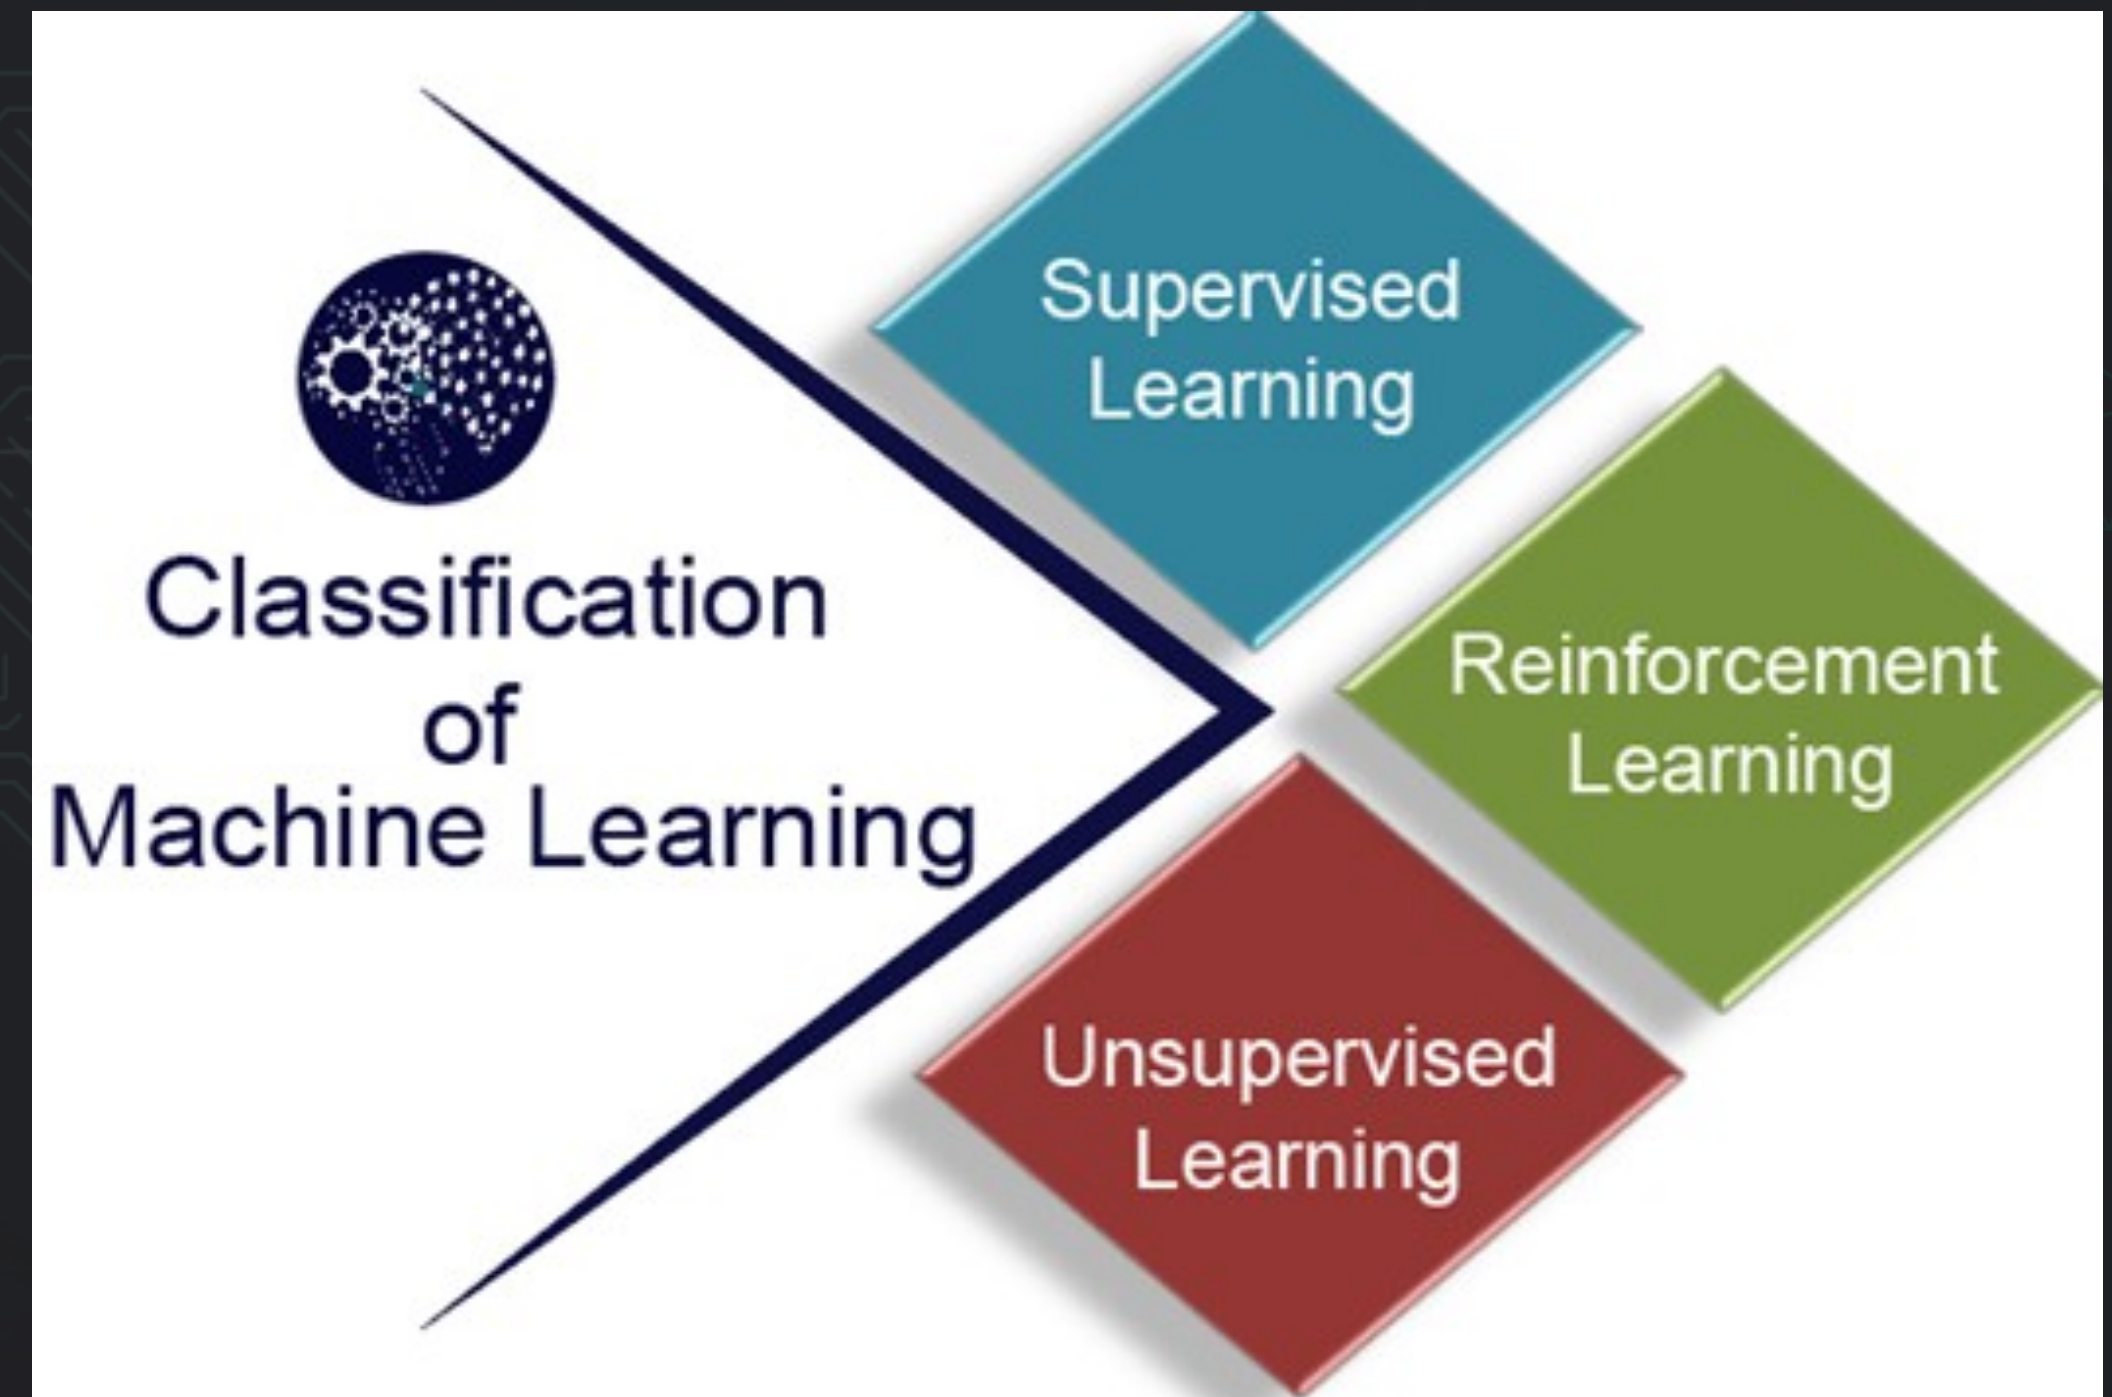 Classification
of
Machine Learning
Supervised
Learning
Reinforcement
Learning
Unsupervised
Learning